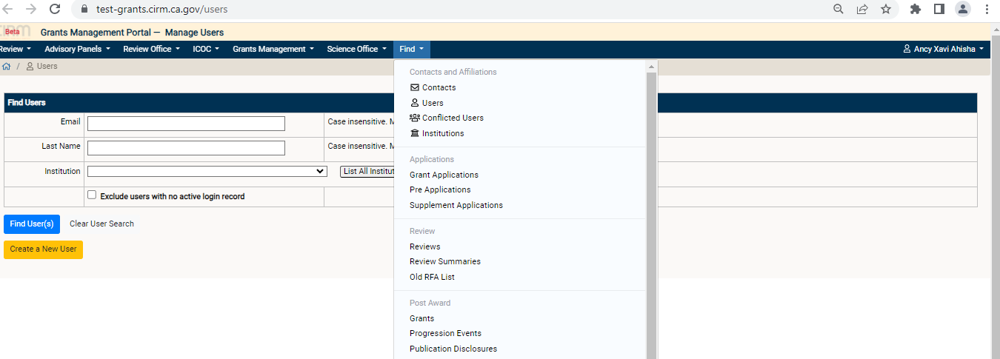 test-grants.cirm.ca.gov/users
Beta
Grants Management Portal — Manage Users
Review
Advisory Panels
Review Office
ICOC
Grants Management
Science Office
Find
Ancy Xavi Ahisha
/ Users
Contacts and Affiliations
Contacts
Users
Conflicted Users
Institutions
Applications
Grant Applications
Pre Applications
Supplement Applications
Review
Reviews
Review Summaries
Old RFA List
Post Award
Grants
Progression Events
Publication Disclosures
Find Users
Email
Case insensitive. M
Last Name
Case insensitive. M
Institution
List All Institut
Exclude users with no active login record
Find User(s)
Clear User Search
Create a New User